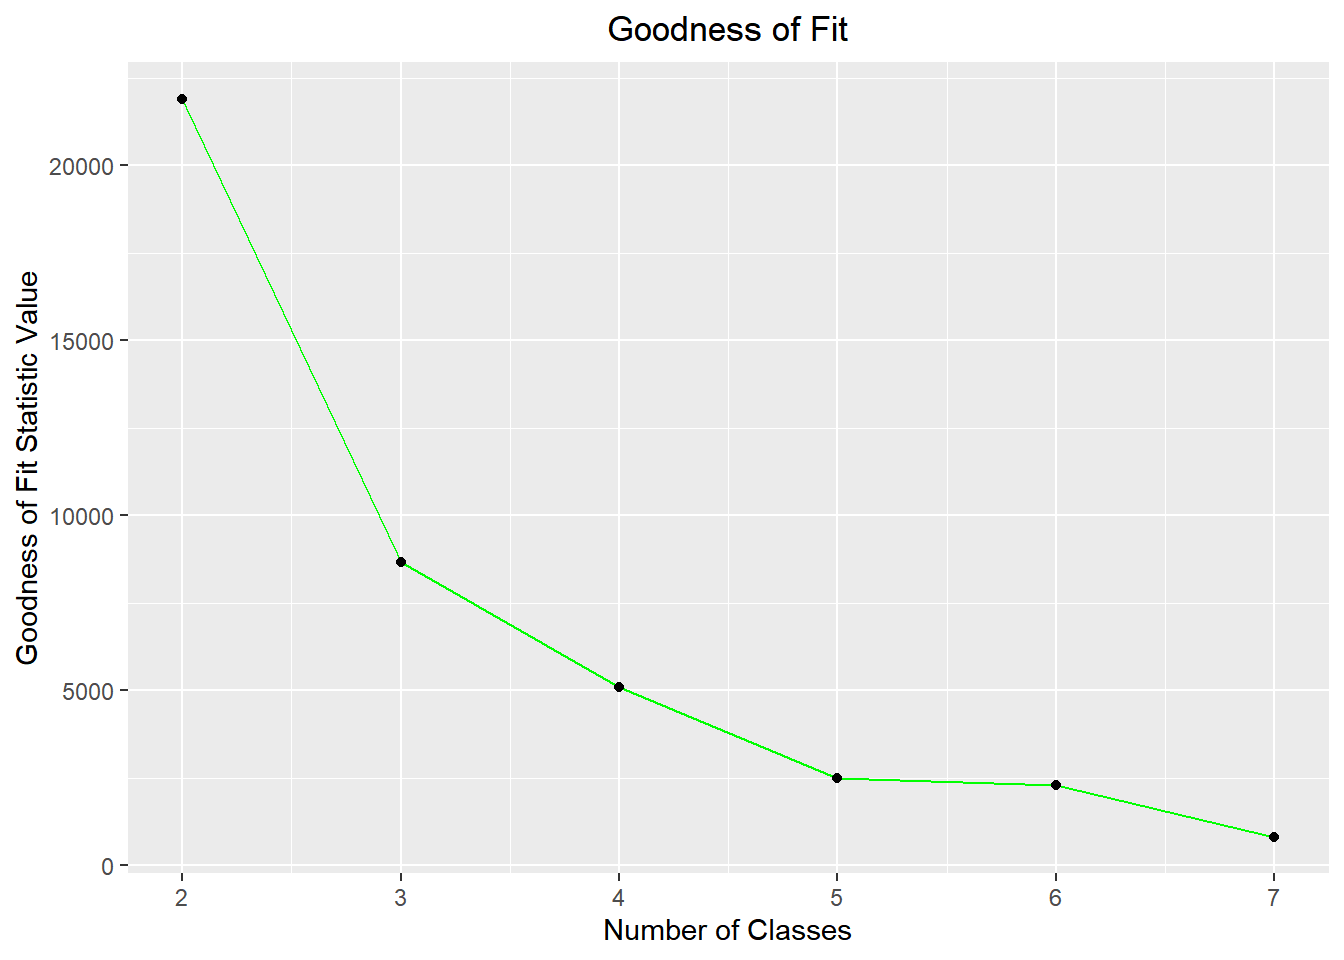 Goodness of Fit
Goodness of Fit Statistic Value
20000
15000
10000
5000
0
2 3 4 5 6 7
Number of Classes